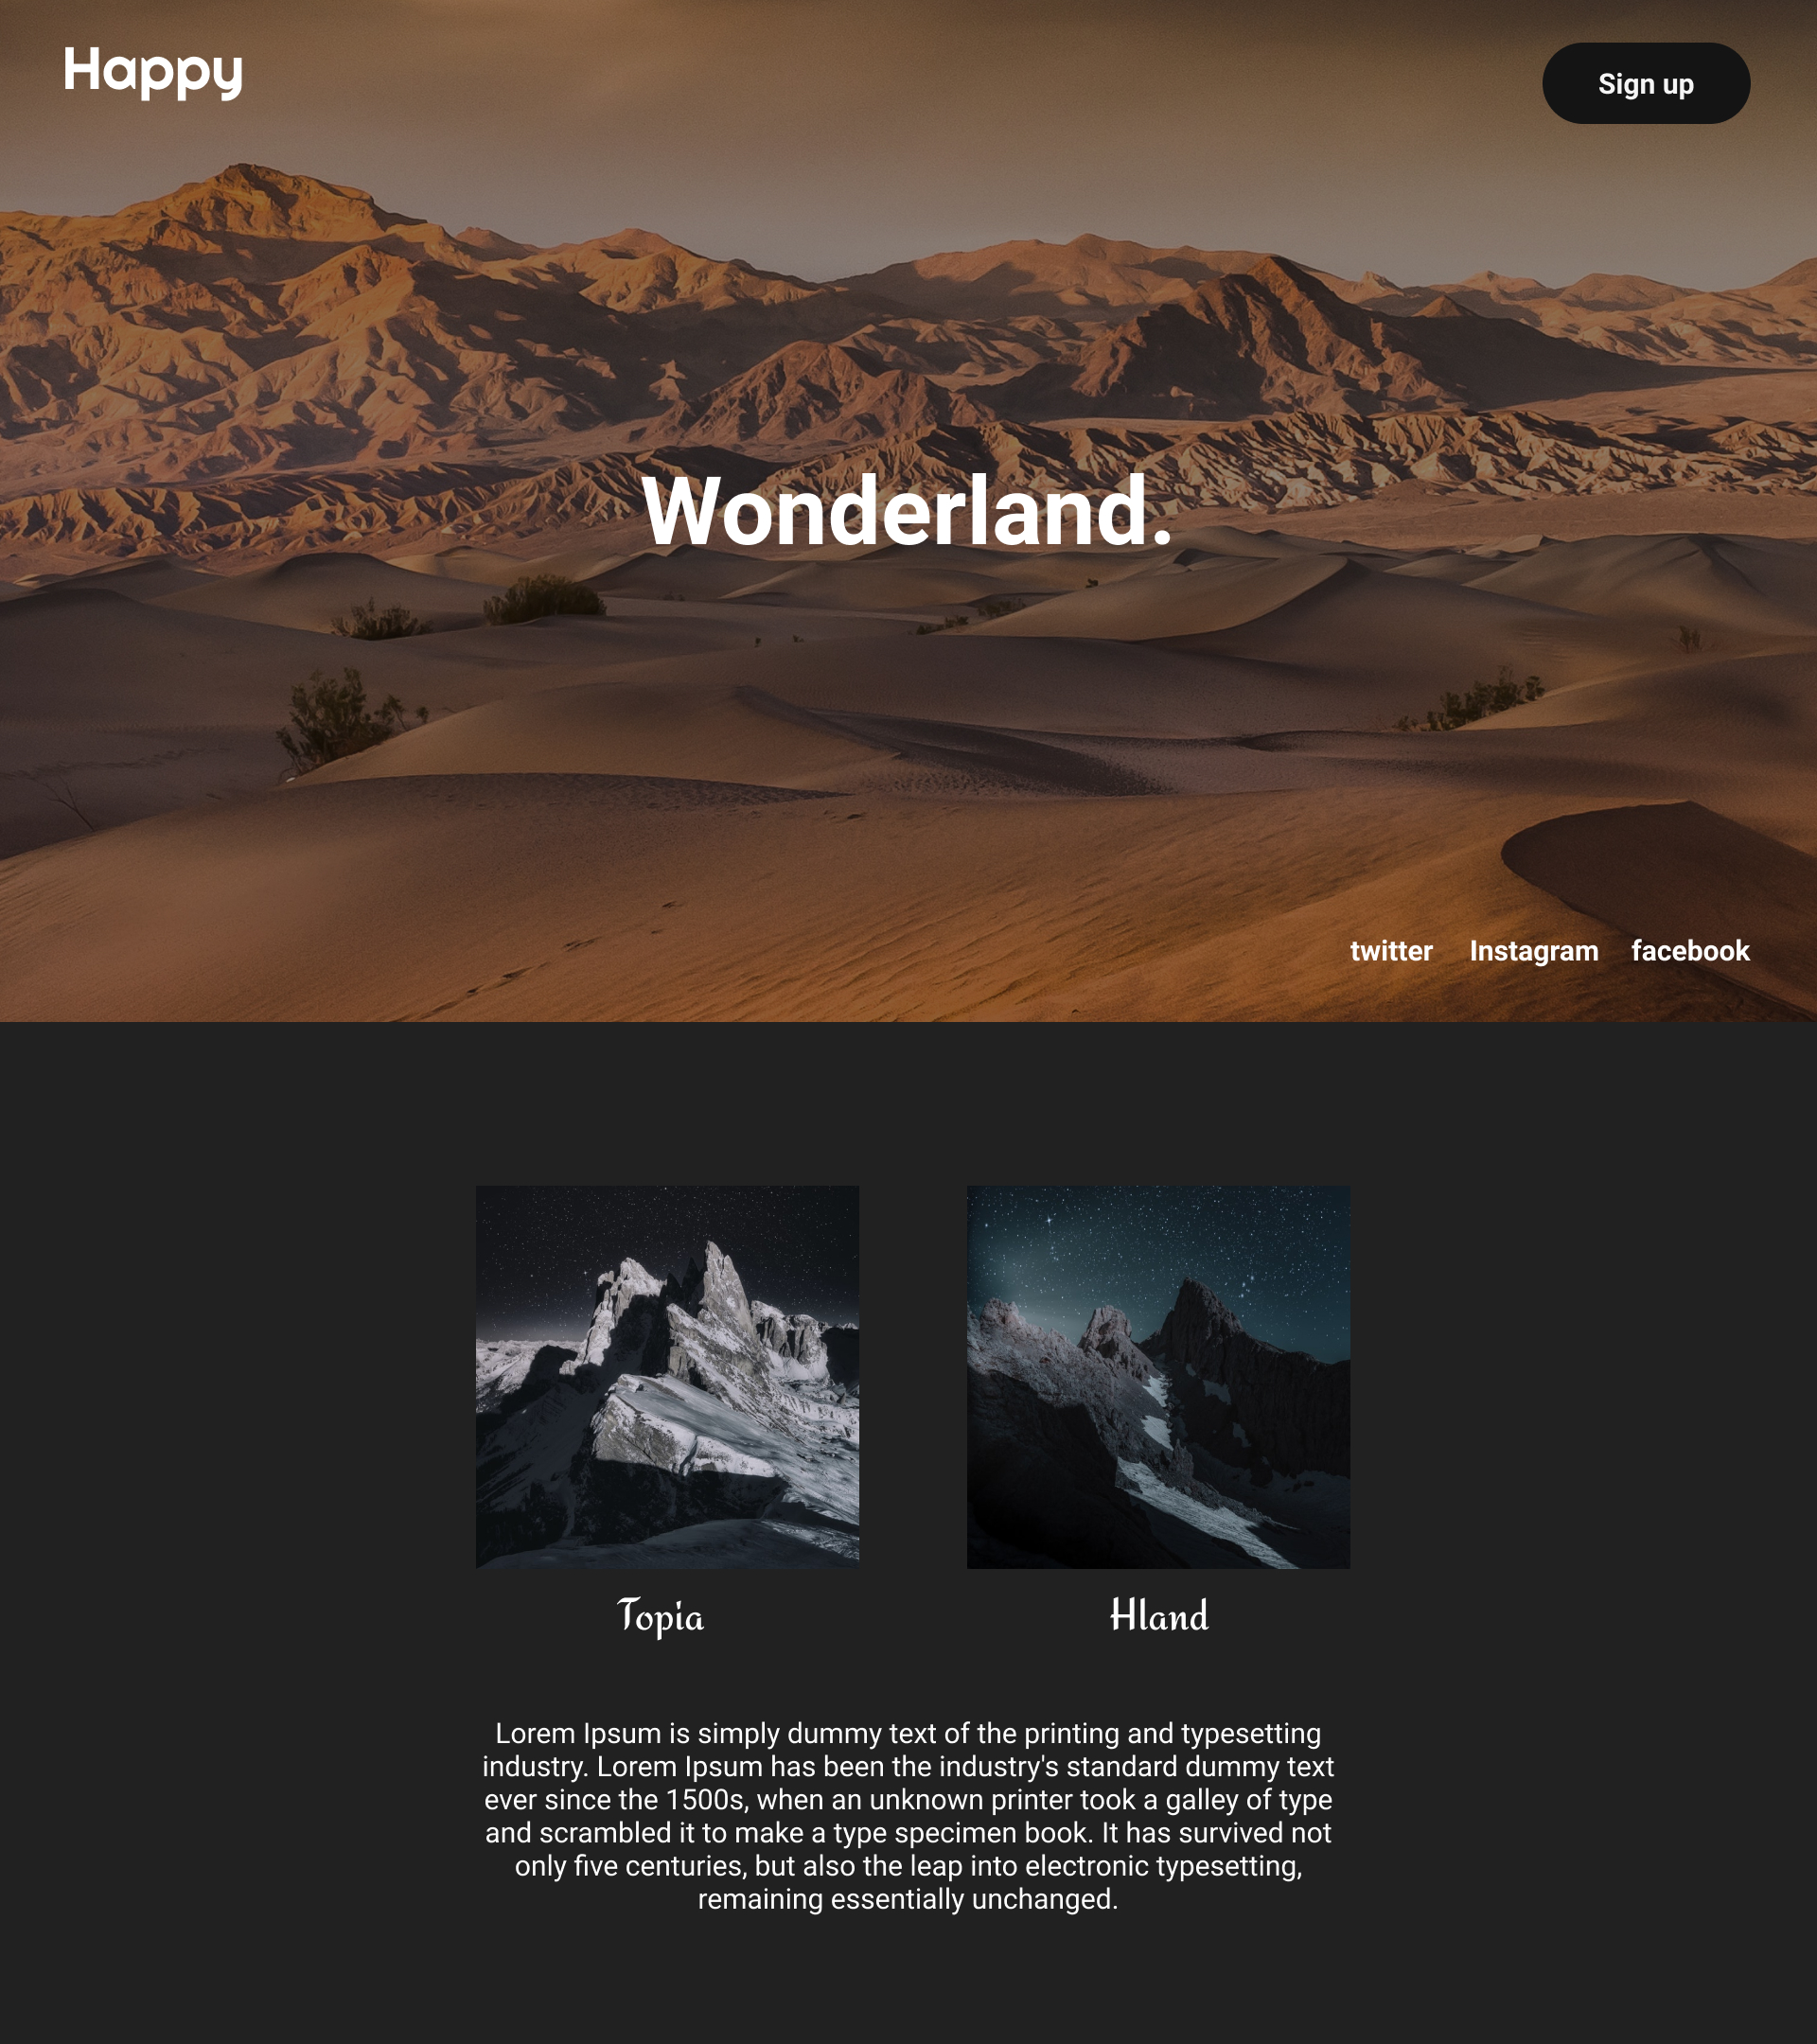 Happy
Sign up
Wonderland.
twitter Instagram facebook
Topia
Hland
Lorem Ipsum is simply dummy text of the printing and typesetting
industry. Lorem Ipsum has been the industry's standard dummy text
ever since the 1500s, when an unknown printer took a galley of type
and scrambled it to make a type specimen book. It has survived not
only five centuries, but also the leap into electronic typesetting,
remaining essentially unchanged.